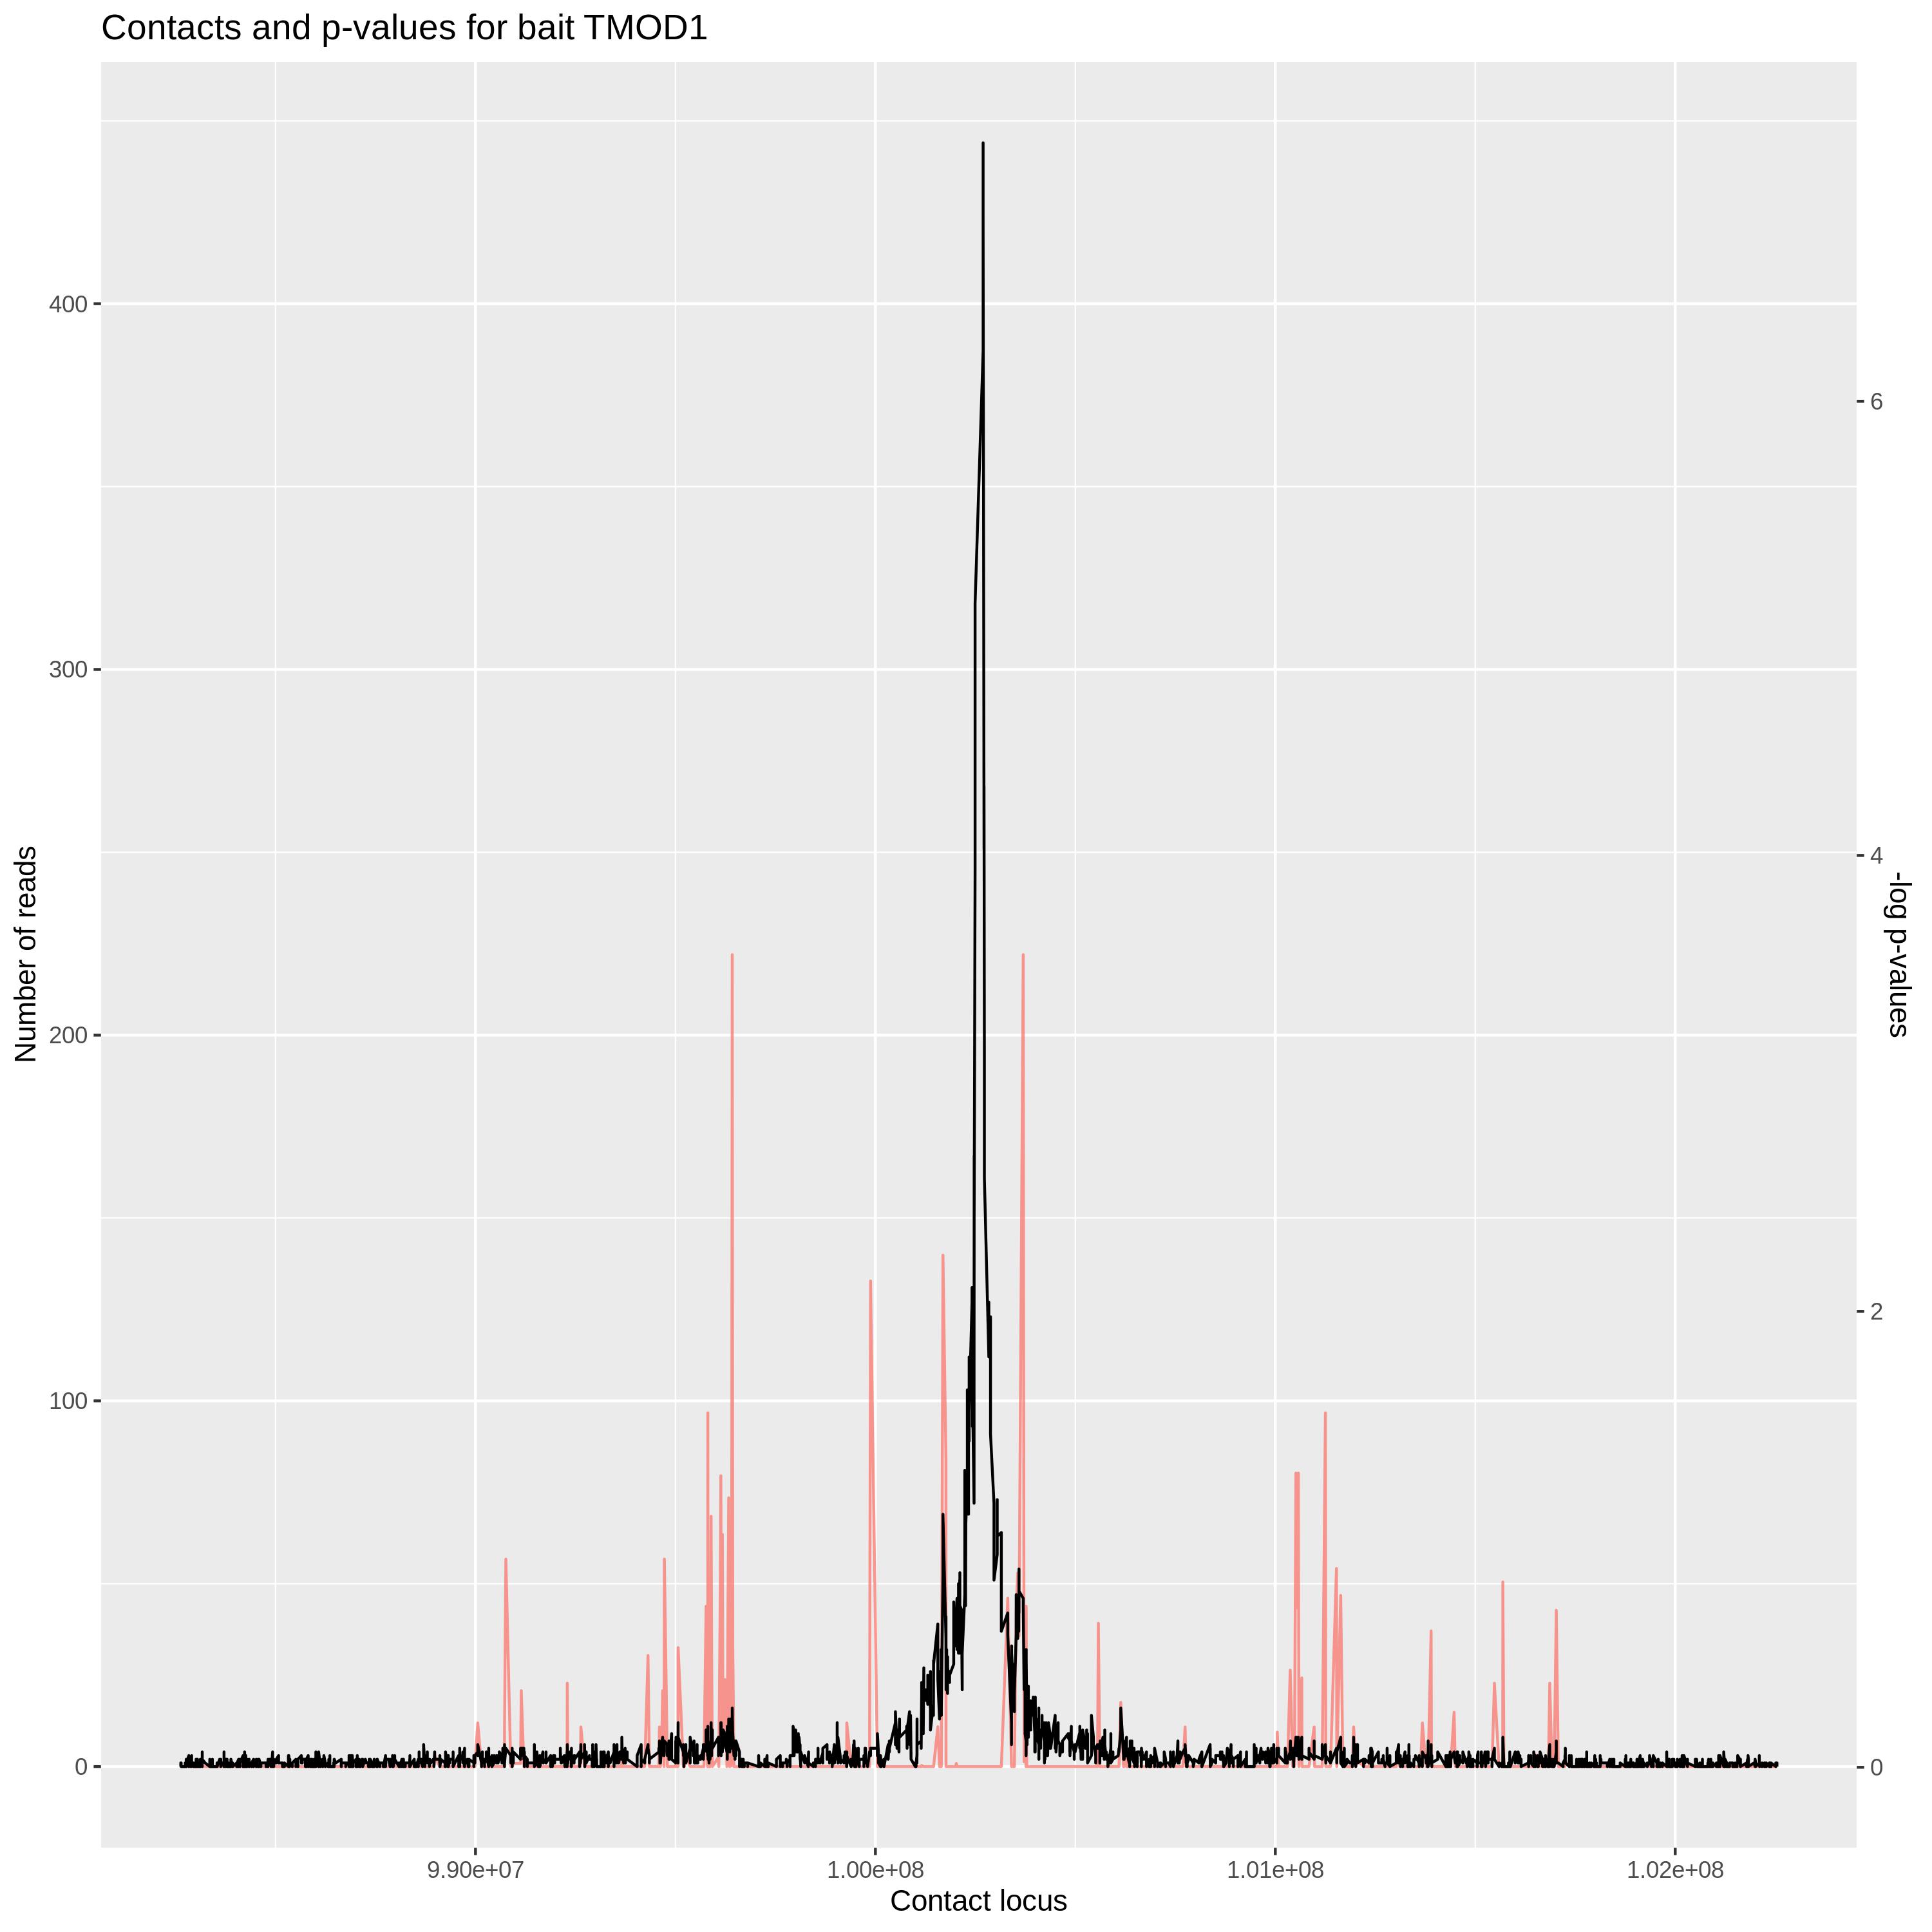 Contacts and p-values for bait TMOD1
Number of reads
400
300
200
100
0
6
4
2
0
-log p-values
9.90e+07
1.00e+08
1.01e+08
1.02e+08
Contact locus